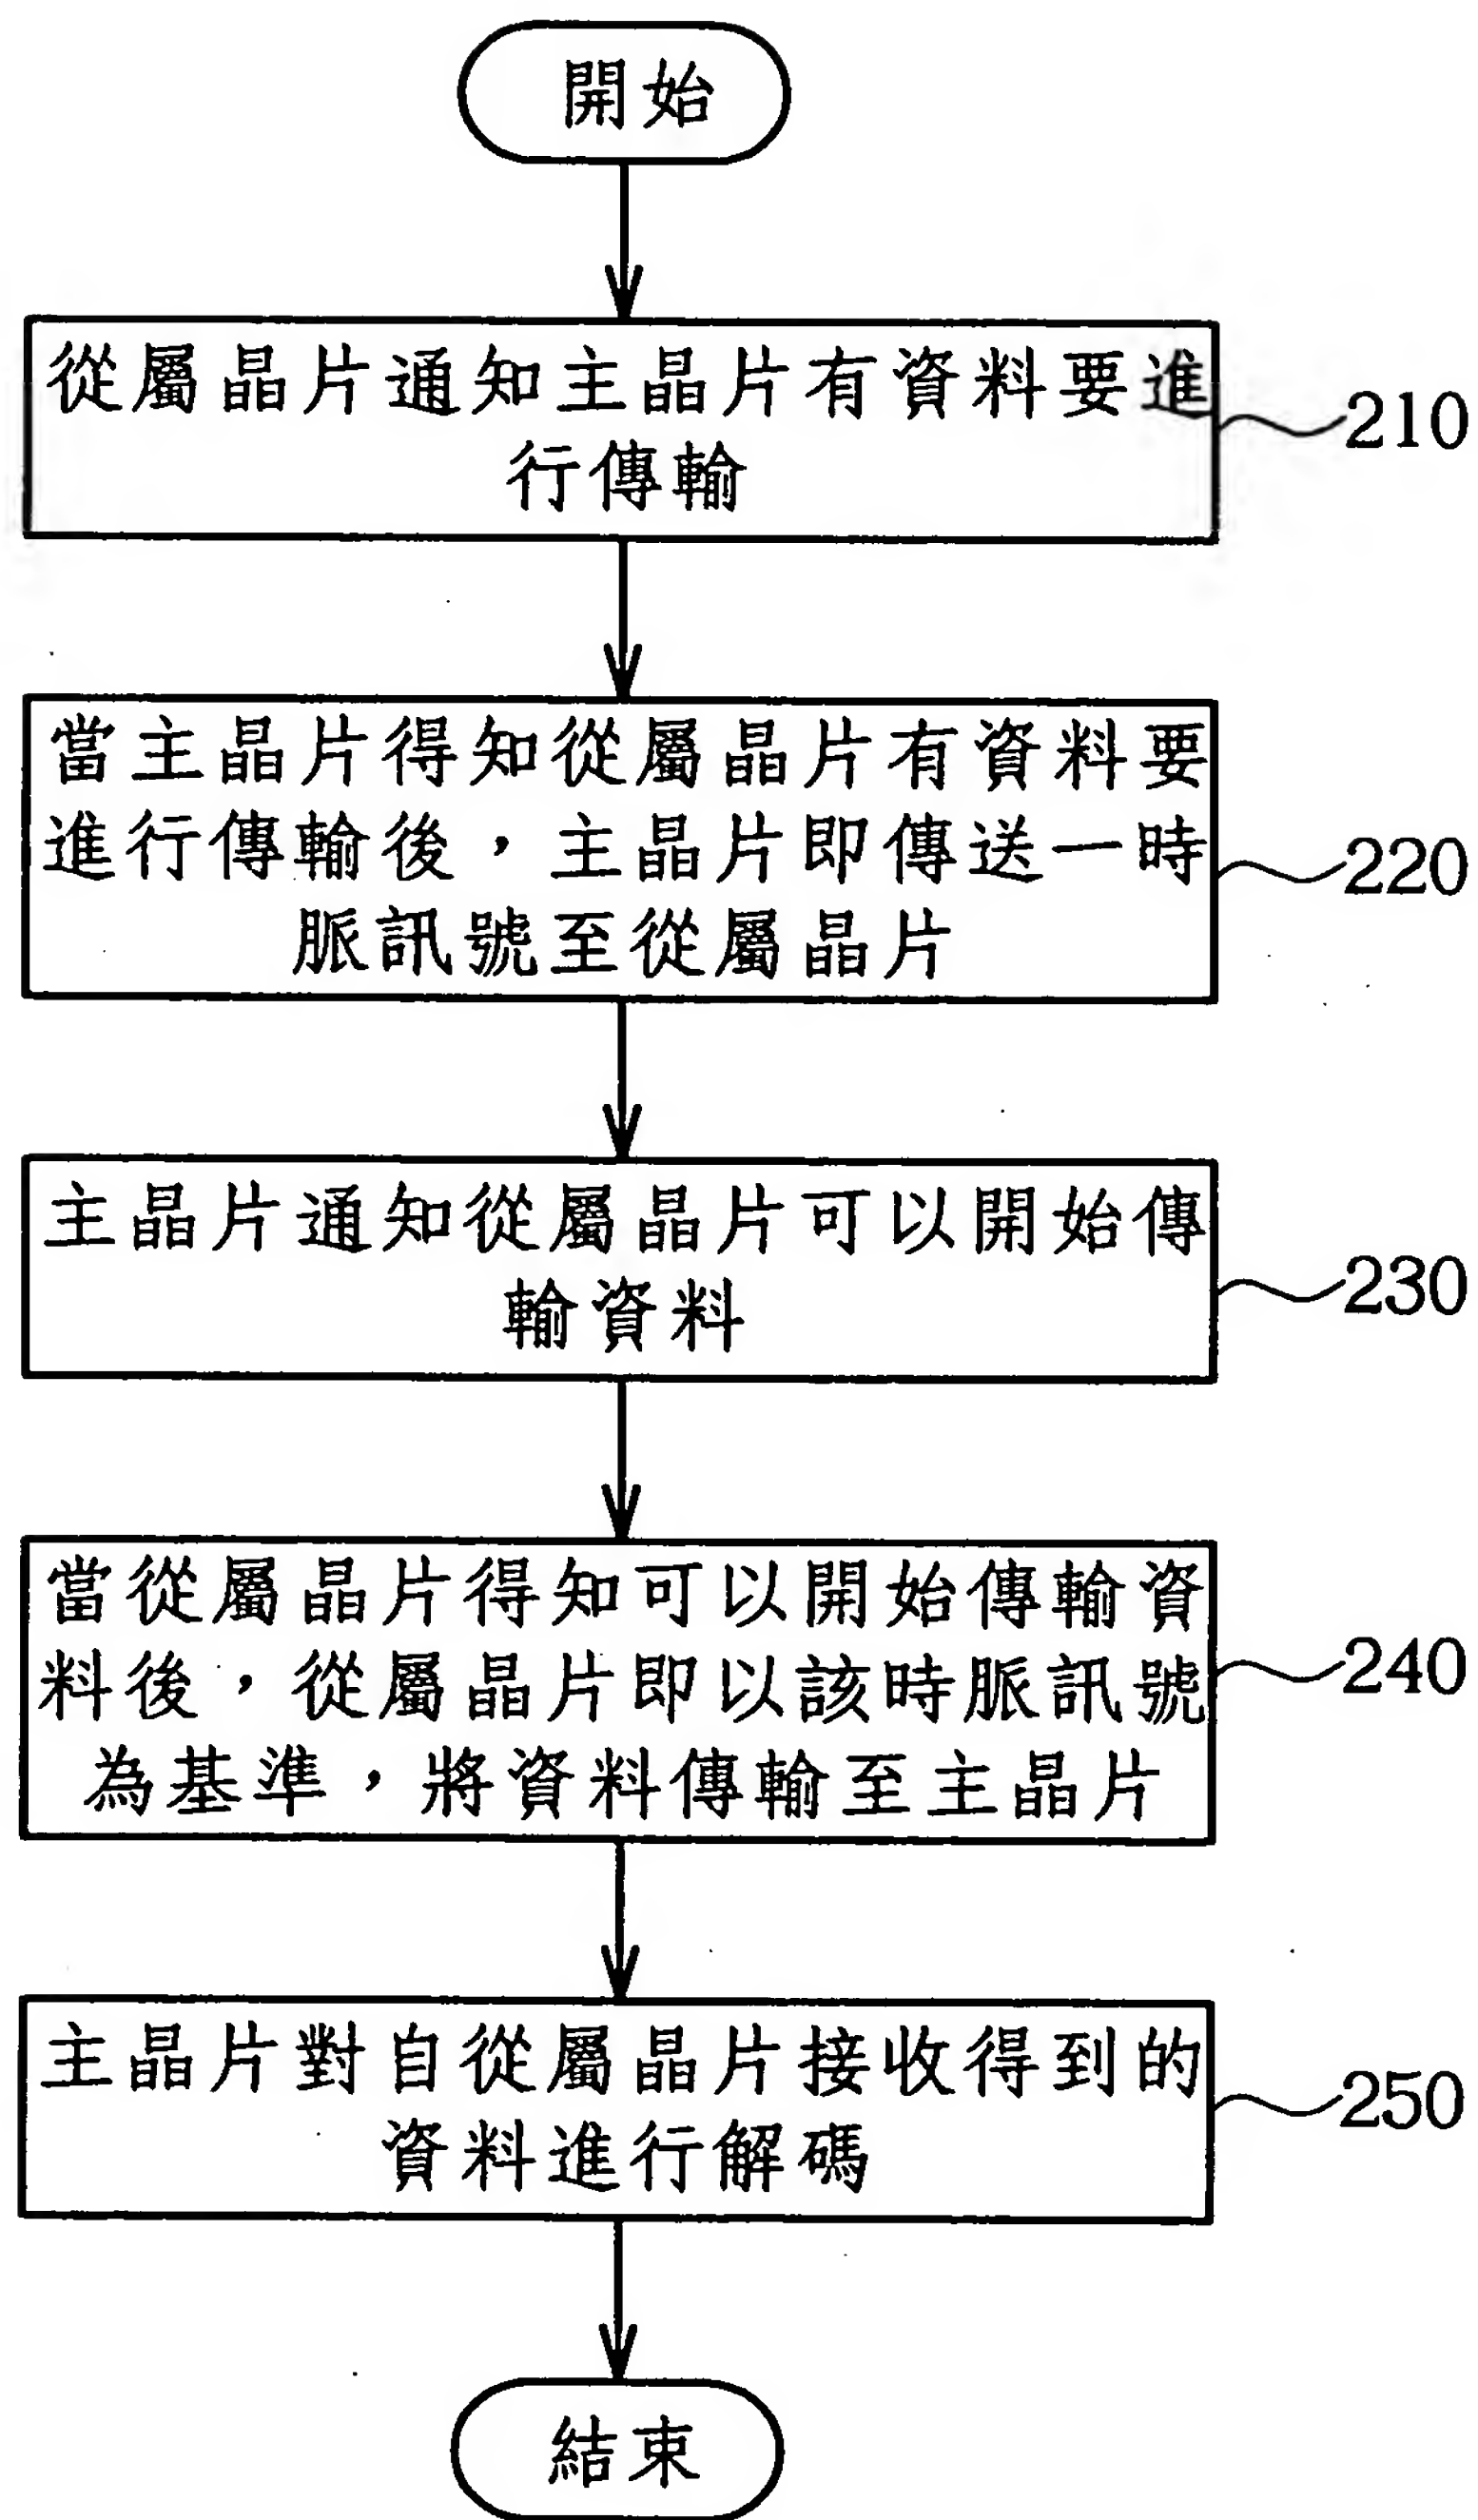 開始
從屬晶片通知主晶片有資料要進
行傳輸
210
當主晶片得知從屬晶片有資料要
進行傳輸後，主晶片即傳送一時
脈訊號至從屬晶片
220
主晶片通知從屬晶片可以開始傳
輸資料
230
當從屬晶片得知可以開始傳輸資
料後，從屬晶片即以該時脈訊號
為基準，將資料傳輸至主晶片
240
主晶片對自從屬晶片接收得到的
資料進行解碼
250
結束